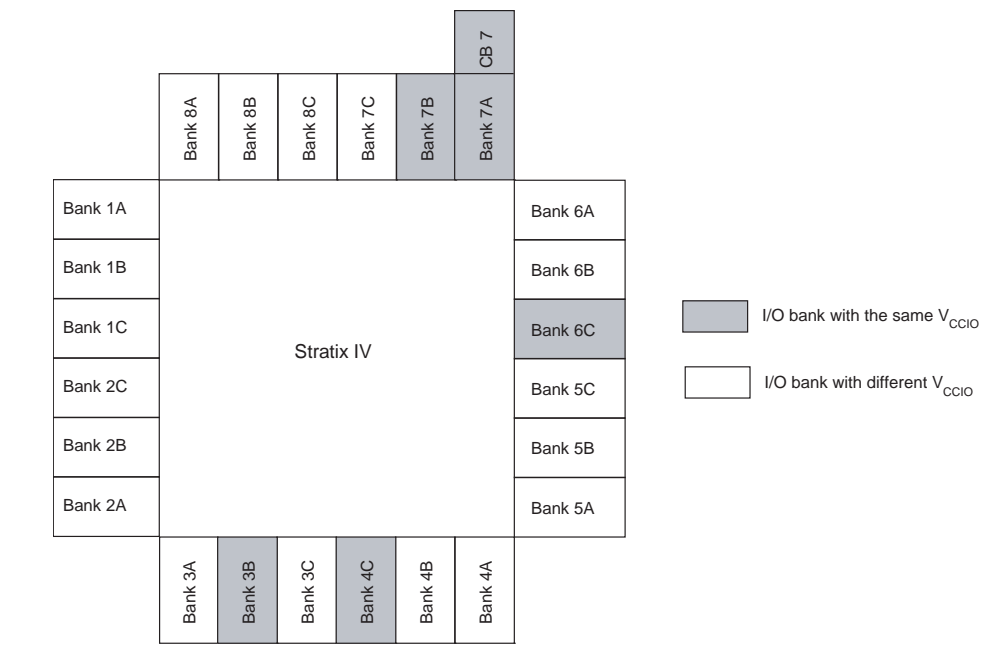 CB 7
Bank 8A
Bank 8B
Bank 8C
Bank 7C
Bank 7B
Bank 7A
Bank 1A
Bank 1B
Bank 1C
Bank 2C
Bank 2B
Bank 2A
Stratix IV
Bank 6A
Bank 6B
Bank 6C
Bank 5C
Bank 5B
Bank 5A
Bank 3A
Bank 3B
Bank 3C
Bank 4C
Bank 4B
Bank 4A
I/O bank with the same VCCIO
I/O bank with different VCCIO